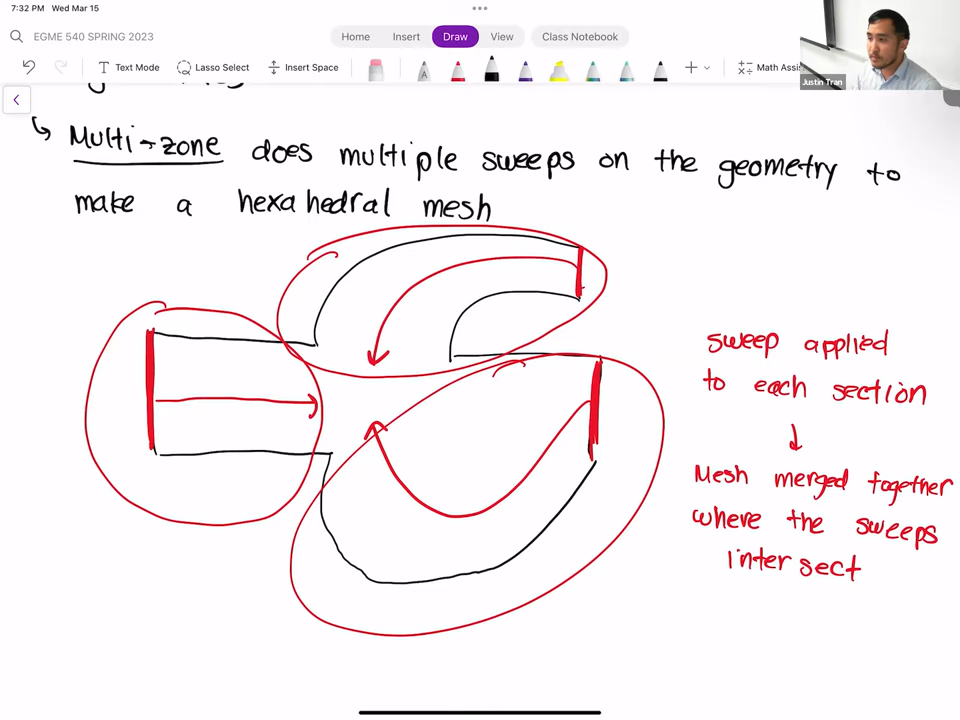 7:32 PM Wed Mar 15
EGME 540 SPRING 2023
Home Insert Draw View Class Notebook
Text Mode Lasso Select Insert Space Math Assis
Justin Tran
Multi-zone does multiple sweeps on the geometry to
make a hexahedral mesh
sweep applied
to each section
↓
Mesh merged together
where the sweeps
intersect